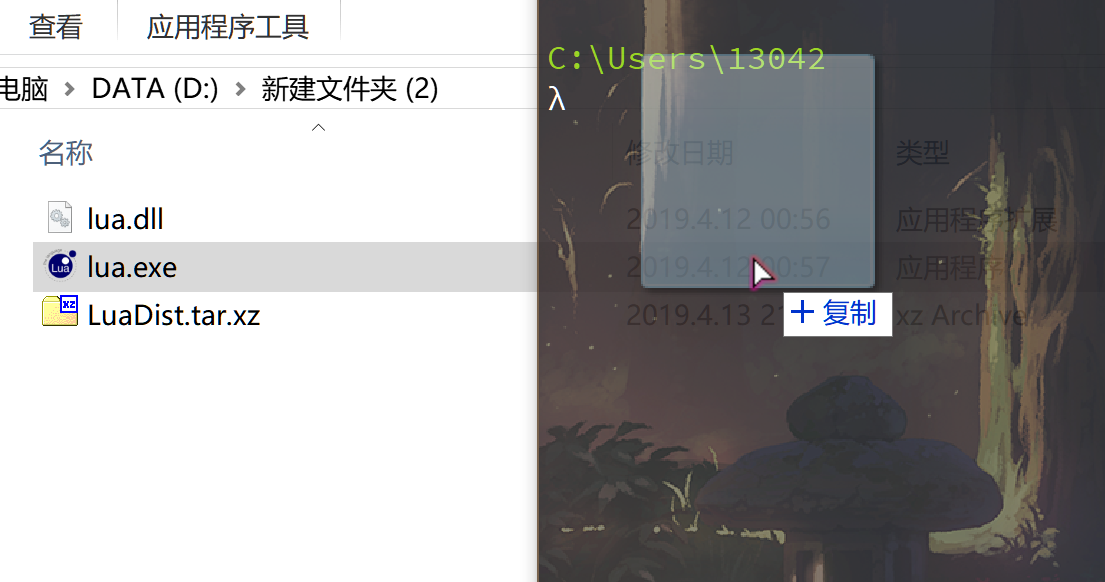 查看 应用程序工具
电脑 > DATA (D:) > 新建文件夹 (2)
名称 修改日期 类型
lua.dll 2019.4.12 00:56 应用程序扩展
lua.exe 2019.4.12 00:57 应用程序
LuaDist.tar.xz 2019.4.13 xz Archive
C:\Users\13042
λ
+ 复制